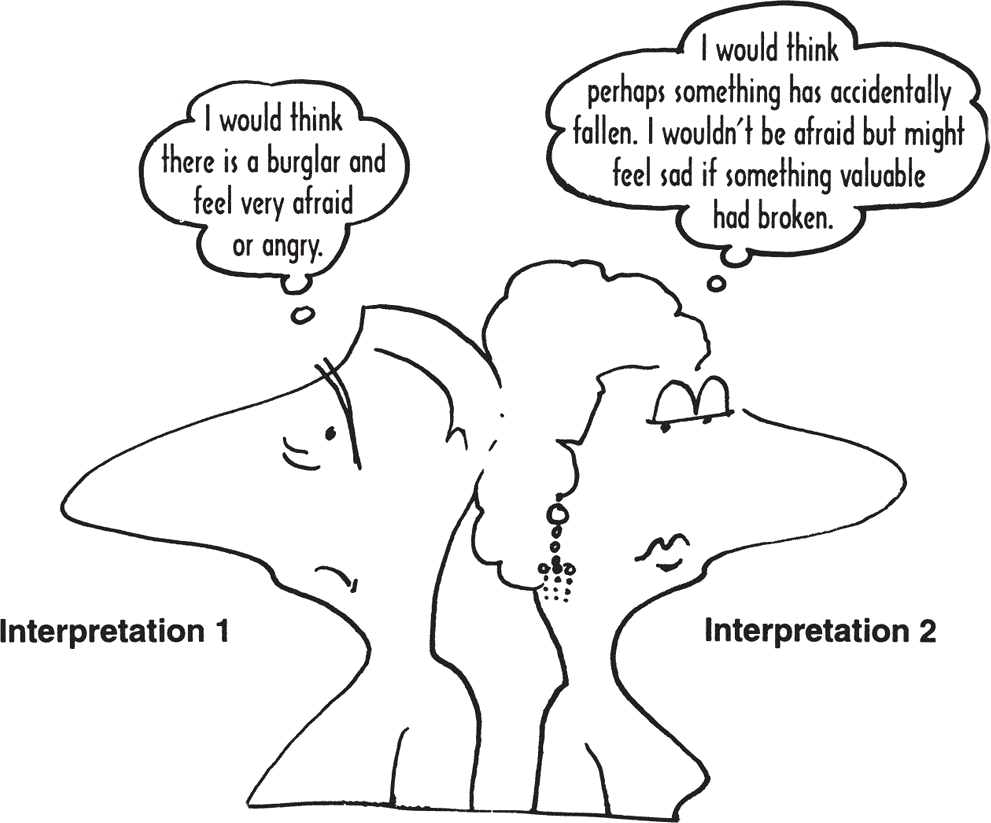 I would think
there is a burglar and
feel very afraid
or angry.
I would think
perhaps something has accidentally
fallen. I wouldn't be afraid but might
feel sad if something valuable
had broken.
Interpretation 1
Interpretation 2